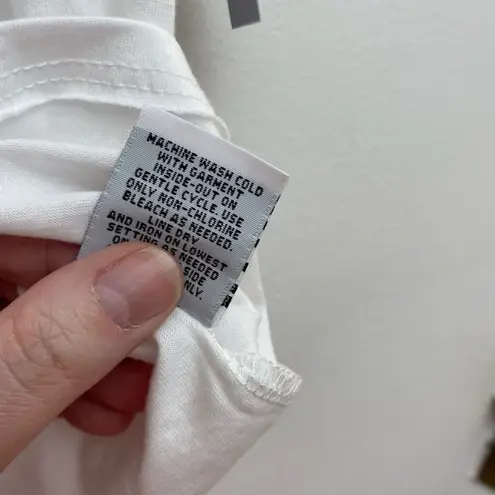 MACHINE WASH COLD
WITH GARMENT
INSIDE-OUT ON
GENTLE CYCLE. USE
ONLY NON-CHLORINE
BLEACH AS NEEDED.
LINE DRY
AND IRON ON LOWEST
SETTING AS NEEDED
SIDE